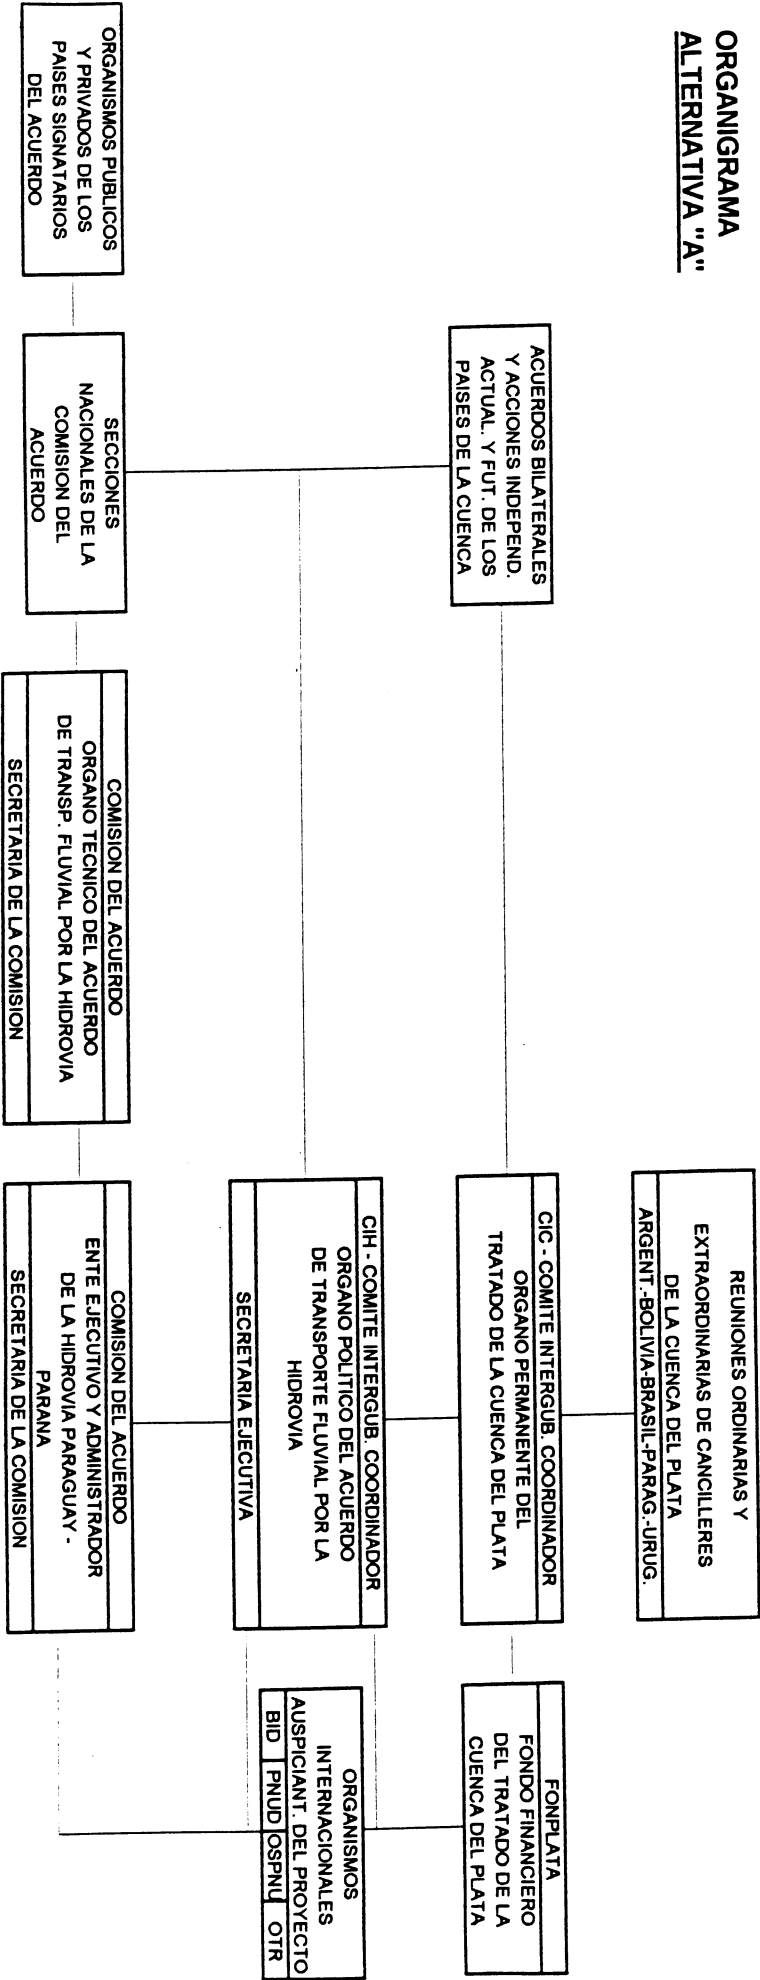 ORGANIGRAMA
ALTERNATIVA "A"
REUNIONES ORDINARIAS Y
EXTRAORDINARIAS DE CANCILLERES
DE LA CUENCA DEL PLATA
ARGENT.-BOLIVIA-BRASIL-PARAG.-URUG.
ACUERDOS BILATERALES
Y ACCIONES INDEPEND.
ACTUAL. Y FUT. DE LOS
PAISES DE LA CUENCA
CIC - COMITE INTERGUB. COORDINADOR
ORGANO PERMANENTE DEL
TRATADO DE LA CUENCA DEL PLATA
FONPLATA
FONDO FINANCIERO
DEL TRATADO DE LA
CUENCA DEL PLATA
CIH - COMITE INTERGUB. COORDINADOR
ORGANO POLITICO DEL ACUERDO
DE TRANSPORTE FLUVIAL POR LA
HIDROVIA
SECRETARIA EJECUTIVA
ORGANISMOS
INTERNACIONALES
AUSPICIANT. DEL PROYECTO
BID PNUD OSPNU OTR
ORGANISMOS PUBLICOS
Y PRIVADOS DE LOS
PAISES SIGNATARIOS
DEL ACUERDO
SECCIONES
NACIONALES DE LA
COMISION DEL
ACUERDO
COMISION DEL ACUERDO
ORGANO TECNICO DEL ACUERDO
DE TRANSP. FLUVIAL POR LA HIDROVIA
SECRETARIA DE LA COMISION
COMISION DEL ACUERDO
ENTE EJECUTIVO Y ADMINISTRADOR
DE LA HIDROVIA PARAGUAY -
PARANA
SECRETARIA DE LA COMISION